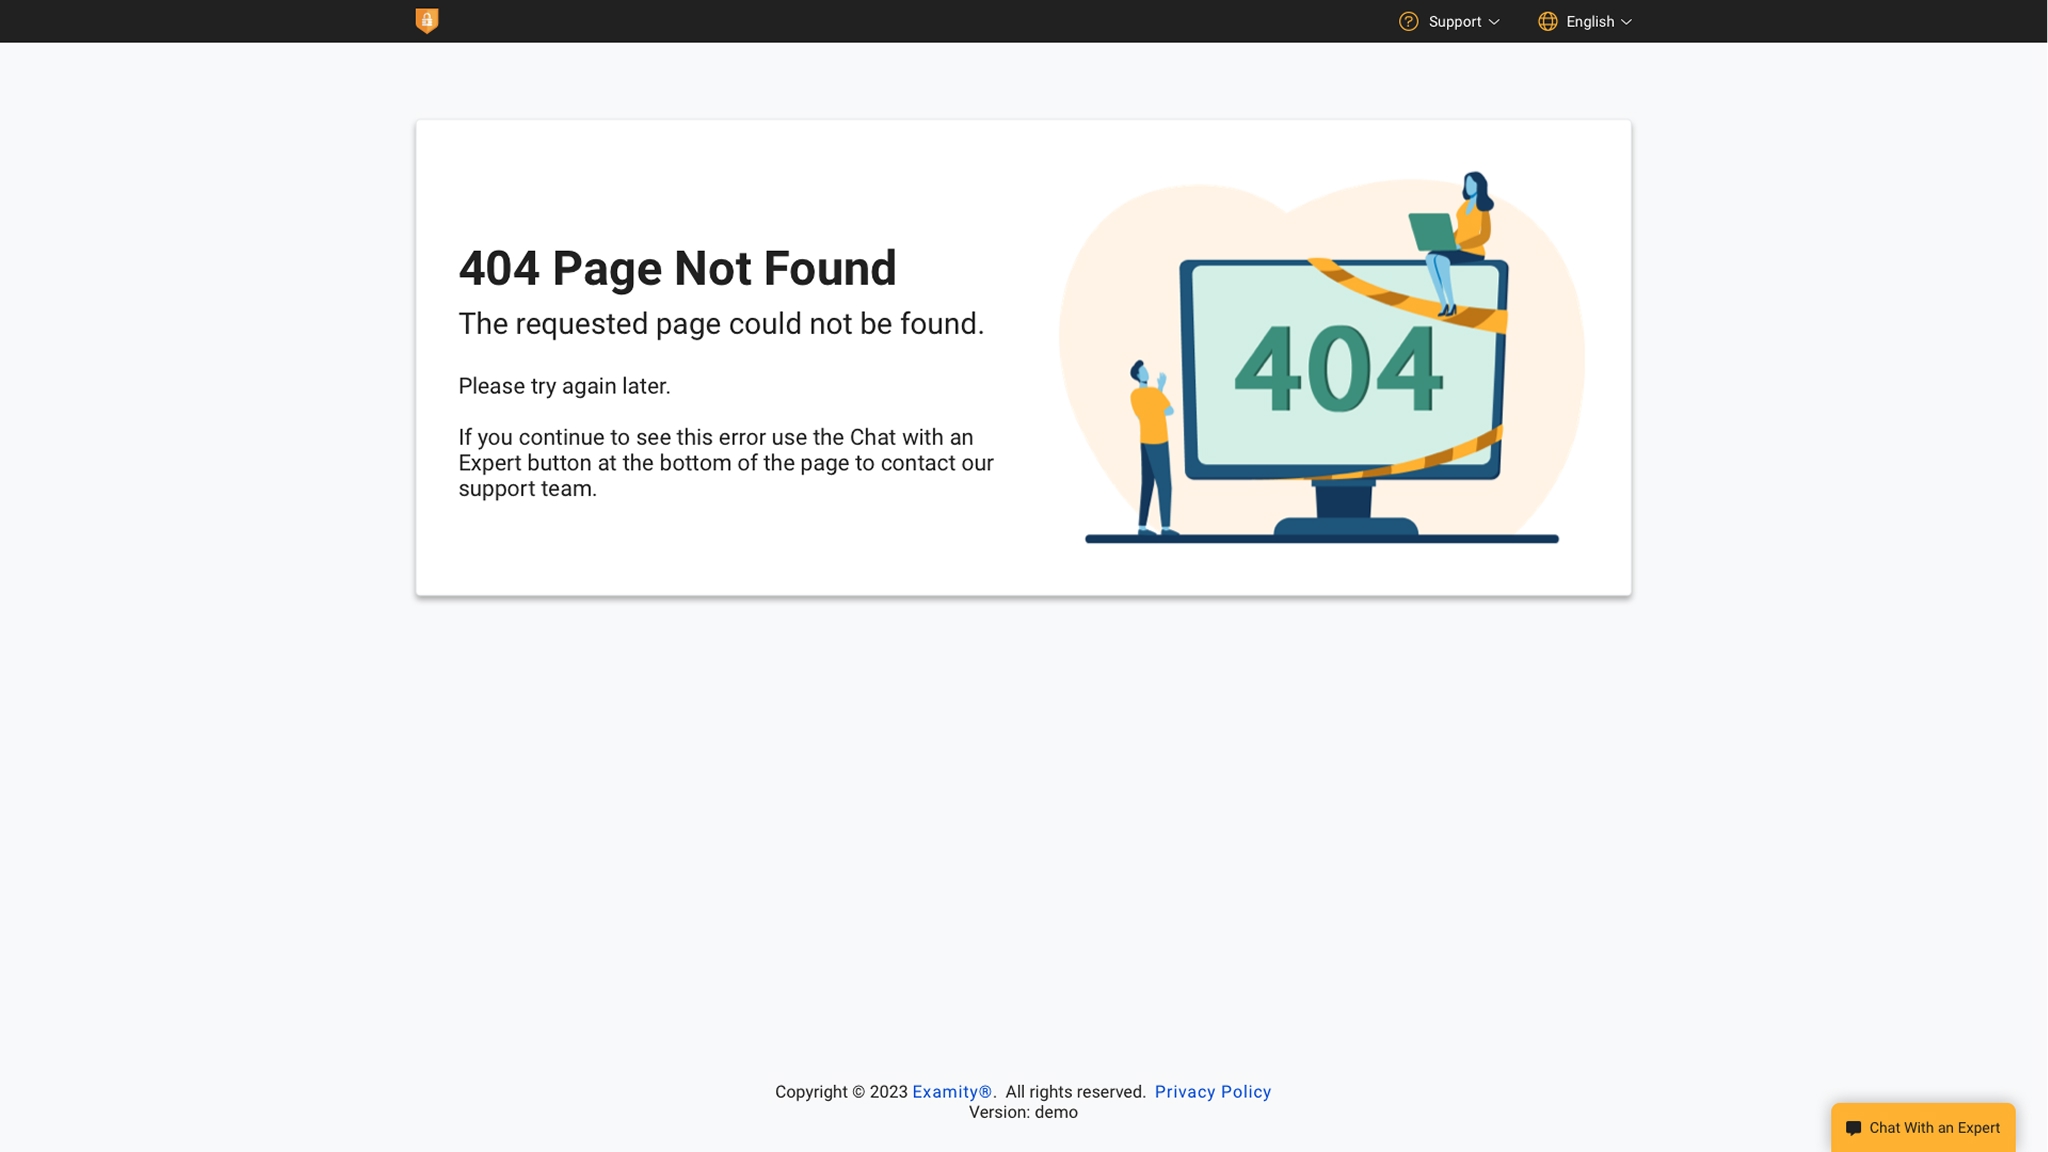 Support
English
404 Page Not Found
The requested page could not be found.
Please try again later.
If you continue to see this error use the Chat with an
Expert button at the bottom of the page to contact our
support team.
404
Copyright © 2023 Examity®. All rights reserved. Privacy Policy
Version: demo
Chat With an Expert